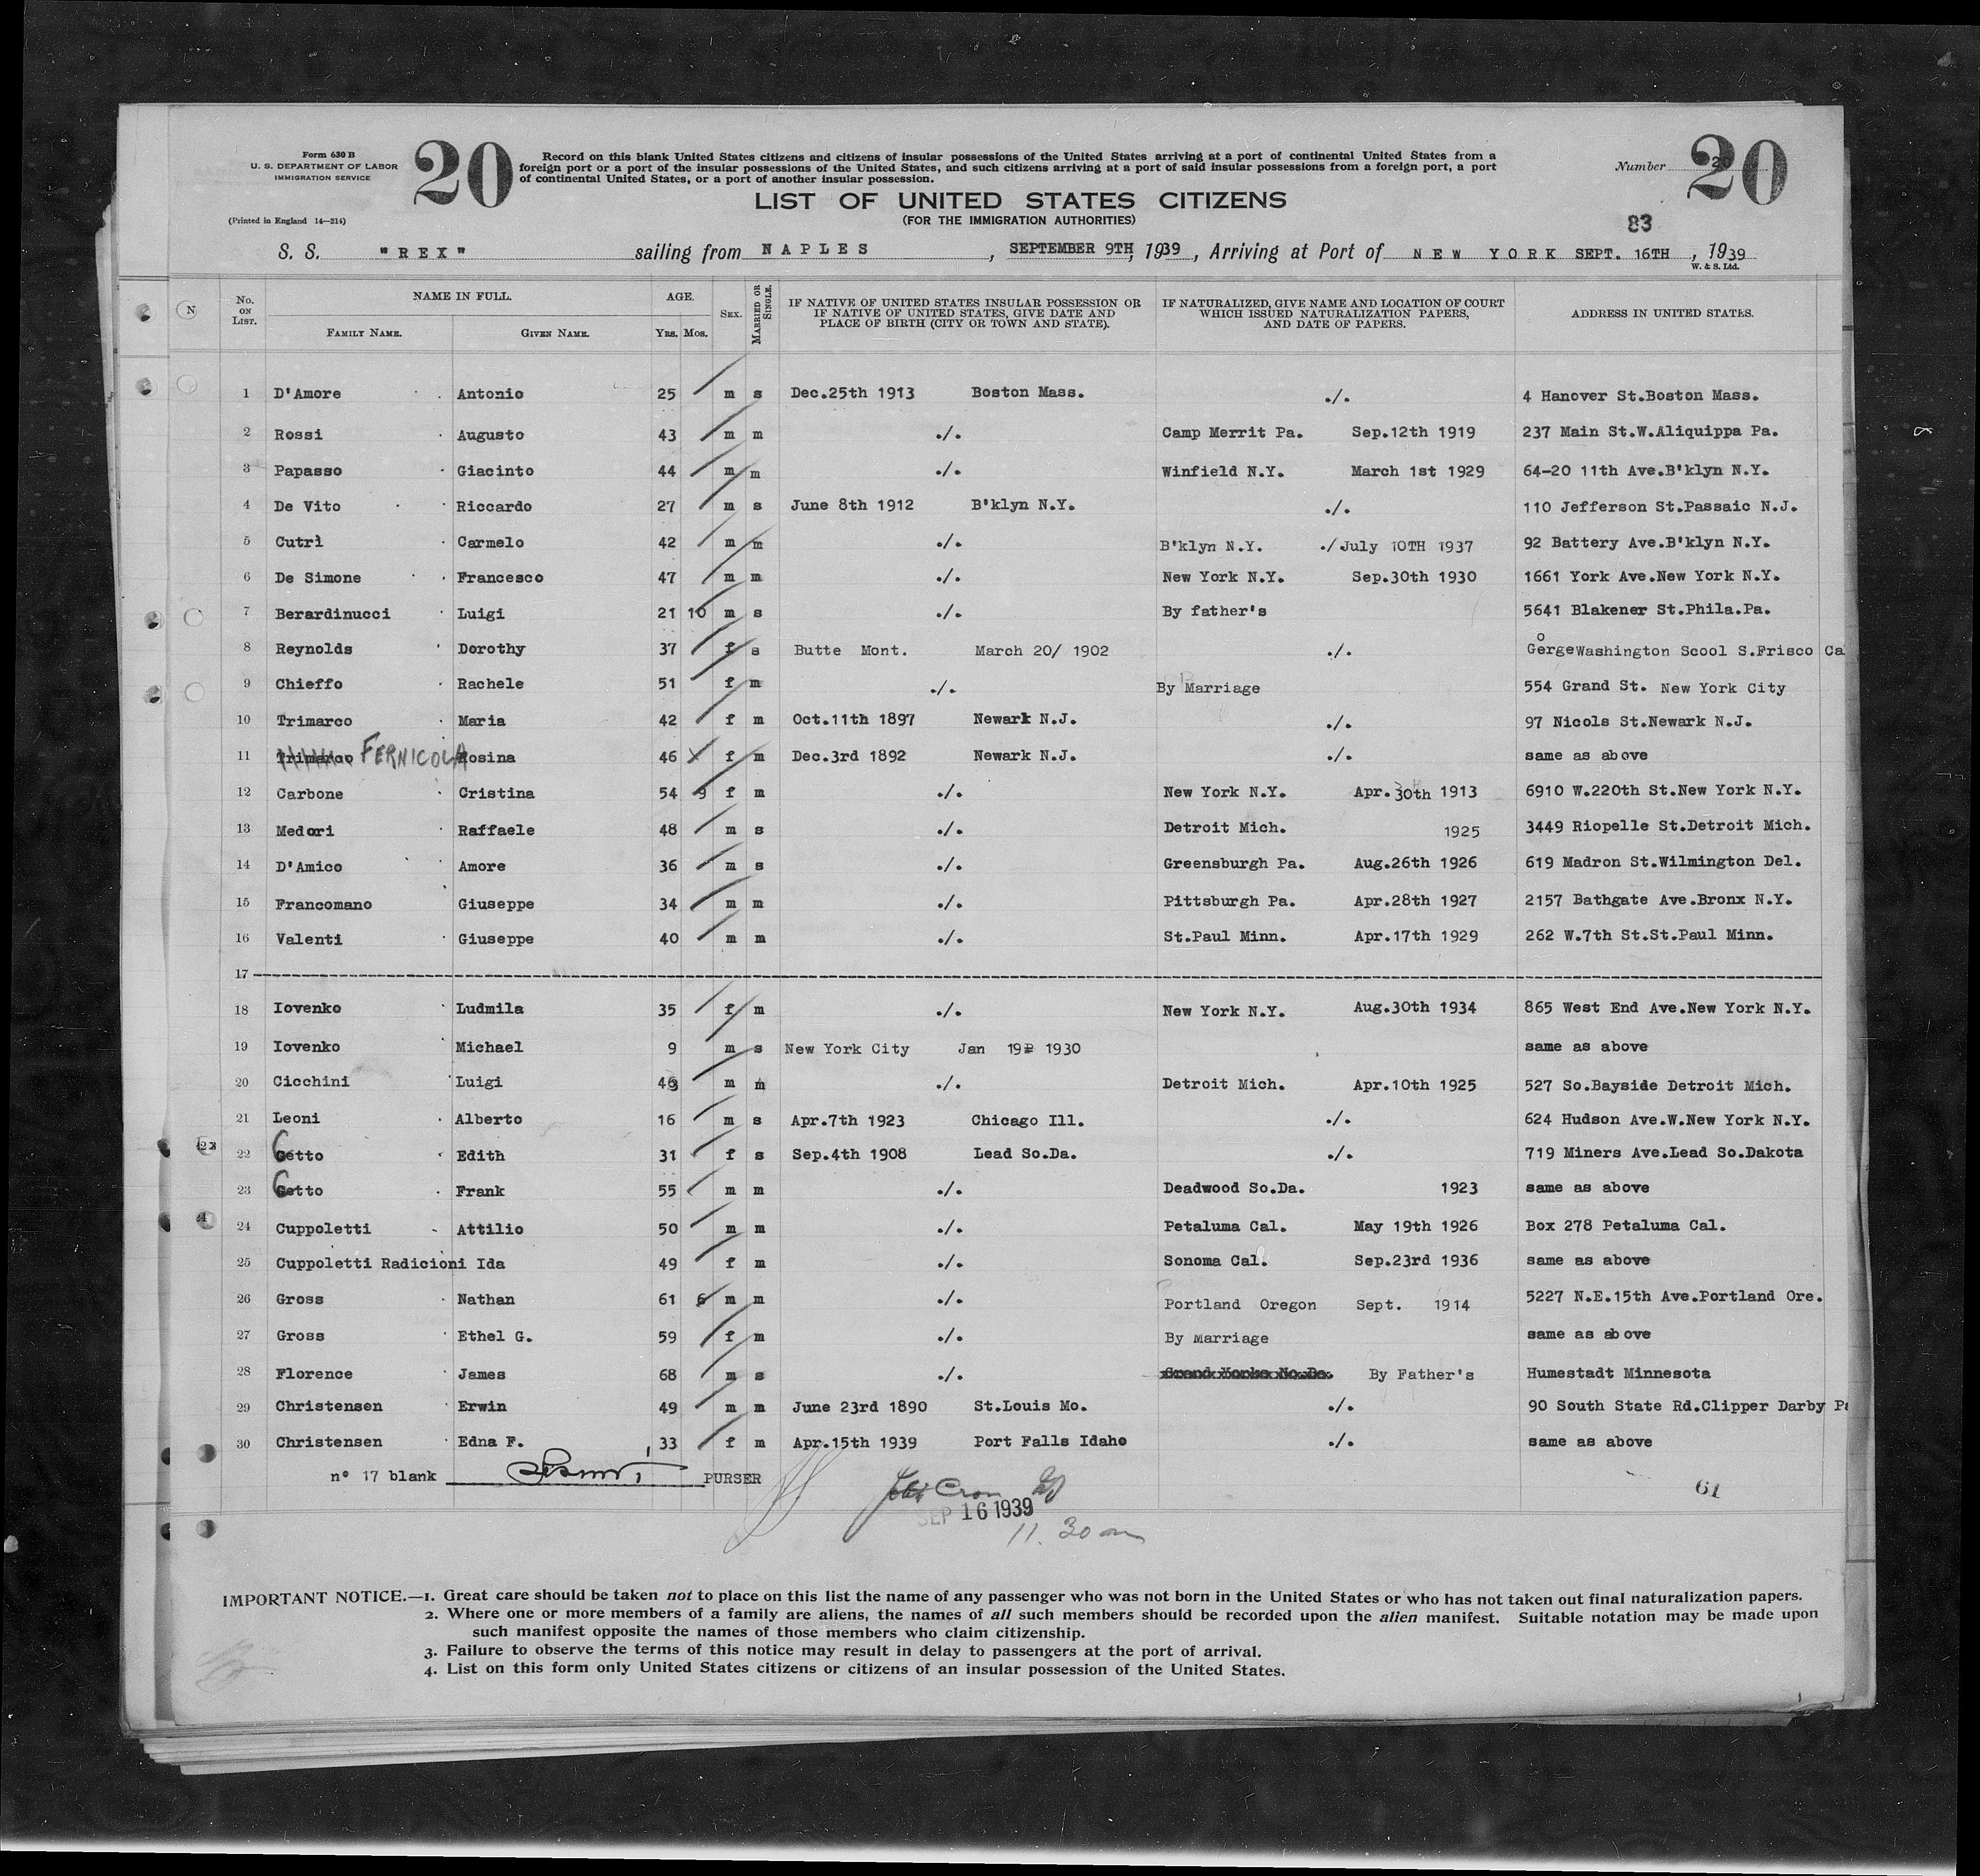 Form 630 B
U. S. DEPARTMENT OF LABOR
IMMIGRATION SERVICE
(Printed in England 14—214)
20
Record on this blank United States citizens and citizens of insular possessions of the United States arriving at a port of continental United States from a
foreign port or a port of the insular possessions of the United States, and such citizens arriving at a port of said insular possessions from a foreign port, a port
of continental United States, or a port of another insular possession.
Number 20
20
LIST OF UNITED STATES CITIZENS
(FOR THE IMMIGRATION AUTHORITIES)
83
S. S. "REX" sailing from NAPLES, SEPTEMBER 9TH, 1939, Arriving at Port of NEW YORK SEPT. 16TH, 1939
W. & S. Ltd.
N
No. ON LIST. NAME IN FULL. FAMILY NAME. GIVEN NAME. AGE. YRS. MOS. SEX. MARRIED OR SINGLE. IF NATIVE OF UNITED STATES INSULAR POSSESSION OR IF NATIVE OF UNITED STATES, GIVE DATE AND PLACE OF BIRTH (CITY OR TOWN AND STATE). IF NATURALIZED, GIVE NAME AND LOCATION OF COURT WHICH ISSUED NATURALIZATION PAPERS, AND DATE OF PAPERS. ADDRESS IN UNITED STATES.
1 D'Amore Antonio 25 m s Dec.25th 1913 Boston Mass. ./. 4 Hanover St.Boston Mass.
2 Rossi Augusto 43 m m ./. Camp Merrit Pa. Sep.12th 1919 237 Main St.W.Aliquippa Pa.
3 Papasso Giacinto 44 m m ./. Winfield N.Y. March 1st 1929 64-20 11th Ave.B'klyn N.Y.
4 De Vito Riccardo 27 m s June 8th 1912 B'klyn N.Y. ./. 110 Jefferson St.Passaic N.J.
5 Cutrì Carmelo 42 m m ./. B'klyn N.Y. ./July 10TH 1937 92 Battery Ave.B'klyn N.Y.
6 De Simone Francesco 47 m m ./. New York N.Y. Sep.30th 1930 1661 York Ave.New York N.Y.
7 Berardinucci Luigi 21 10 m s ./. By father's 5641 Blakener St.Phila.Pa.
8 Reynolds Dorothy 37 f s Butte Mont. March 20/ 1902 ./. GeorgeWashington Scool S.Frisco Ca
9 Chieffo Rachele 51 f m ./. By Marriage 554 Grand St. New York City
10 Trimarco Maria 42 f m Oct.11th 1897 Newark N.J. ./. 97 Nicols St.Newark N.J.
11 Trimarco FERNICOLA Rosina 46 f m Dec.3rd 1892 Newark N.J. ./. same as above
12 Carbone Cristina 54 9 f m ./. New York N.Y. Apr.30th 1913 6910 W.220th St.New York N.Y.
13 Medori Raffaele 48 m s ./. Detroit Mich. 1925 3449 Riopelle St.Detroit Mich.
14 D'Amico Amore 36 m s ./. Greensburgh Pa. Aug.26th 1926 619 Madron St.Wilmington Del.
15 Francomano Giuseppe 34 m m ./. Pittsburgh Pa. Apr.28th 1927 2157 Bathgate Ave.Bronx N.Y.
16 Valenti Giuseppe 40 m m ./. St.Paul Minn. Apr.17th 1929 262 W.7th St.St.Paul Minn.
17
18 Iovenko Ludmila 35 f m ./. New York N.Y. Aug.30th 1934 865 West End Ave.New York N.Y.
19 Iovenko Michael 9 m s New York City Jan 19 1930 same as above
20 Cicchini Luigi 43 m m ./. Detroit Mich. Apr.10th 1925 527 So.Bayside Detroit Mich.
21 Leoni Alberto 16 m s Apr.7th 1923 Chicago Ill. ./. 624 Hudson Ave.W.New York N.Y.
22 Cetto Edith 31 f s Sep.4th 1908 Lead So.Da. ./. 719 Miners Ave.Lead So.Dakota
23 Cetto Frank 55 m m ./. Deadwood So.Da. 1923 same as above
24 Cuppoletti Attilio 50 m m ./. Petaluma Cal. May 19th 1926 Box 278 Petaluma Cal.
25 Cuppoletti Radicioni Ida 49 f m ./. Sonoma Cal. Sep.23rd 1936 same as above
26 Gross Nathan 61 6 m m ./. Portland Oregon Sept. 1914 5227 N.E.15th Ave.Portland Ore.
27 Gross Ethel G. 59 f m ./. By Marriage same as above
28 Florence James 68 m s ./. By Father's Humestadt Minnesota
29 Christensen Erwin 49 m m June 23rd 1890 St.Louis Mo. ./. 90 South State Rd.Clipper Darby Pa
30 Christensen Edna F. 33 f m Apr.15th 1939 Port Falls Idaho ./. same as above
n° 17 blank PURSER
61
SEP 16 1939
11.30 am
IMPORTANT NOTICE.—1. Great care should be taken not to place on this list the name of any passenger who was not born in the United States or who has not taken out final naturalization papers.
2. Where one or more members of a family are aliens, the names of all such members should be recorded upon the alien manifest. Suitable notation may be made upon
such manifest opposite the names of those members who claim citizenship.
3. Failure to observe the terms of this notice may result in delay to passengers at the port of arrival.
4. List on this form only United States citizens or citizens of an insular possession of the United States.